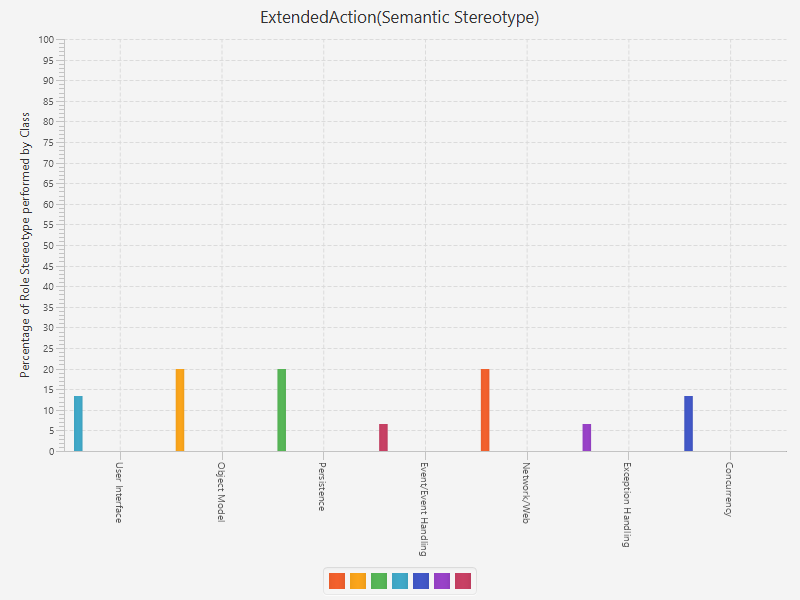 ExtendedAction(Semantic Stereotype)
Percentage of Role Stereotype performed by Class
100
95
90
85
80
75
70
65
60
55
50
45
40
35
30
25
20
15
10
5
0
User Interface
Object Model
Persistence
Event/Event Handling
Network/Web
Exception Handling
Concurrency